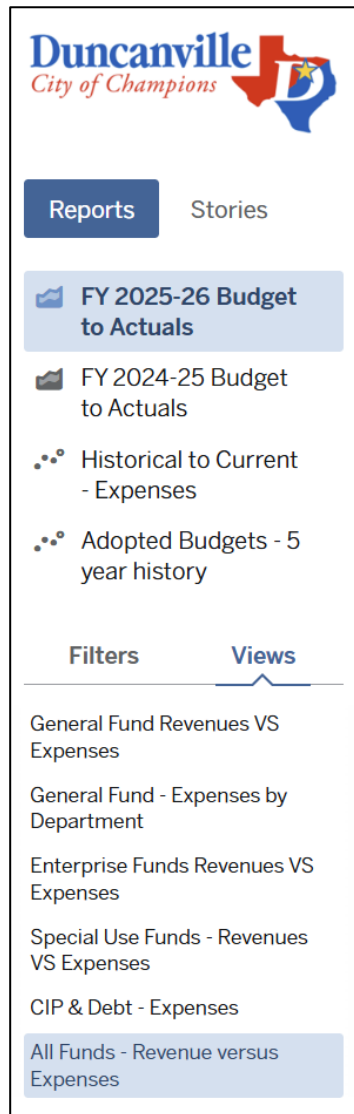 Duncanville
City of Champions
D
Reports Stories
FY 2025-26 Budget
to Actuals
FY 2024-25 Budget
to Actuals
Historical to Current
- Expenses
Adopted Budgets - 5
year history
Filters Views
General Fund Revenues VS
Expenses
General Fund - Expenses by
Department
Enterprise Funds Revenues VS
Expenses
Special Use Funds - Revenues
VS Expenses
CIP & Debt - Expenses
All Funds - Revenue versus
Expenses